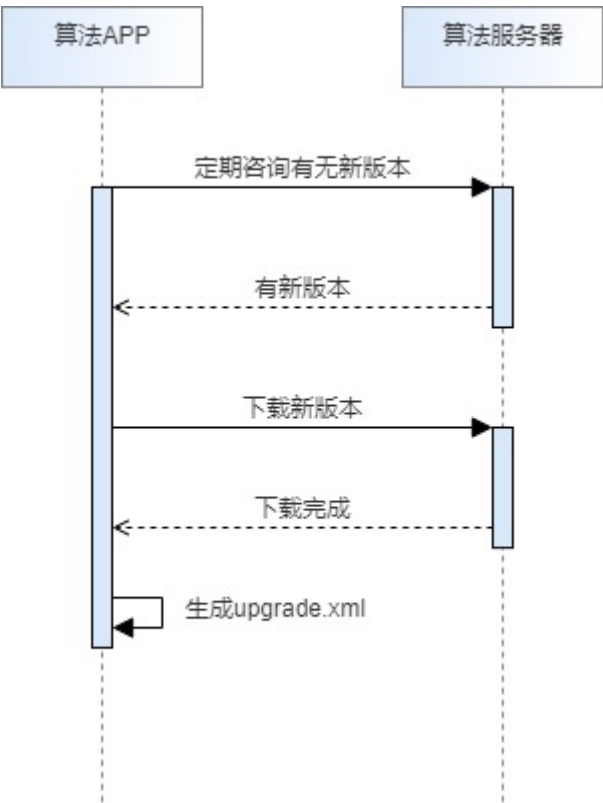 算法APP
算法服务器
定期咨询有无新版本
有新版本
下载新版本
下载完成
生成upgrade.xml